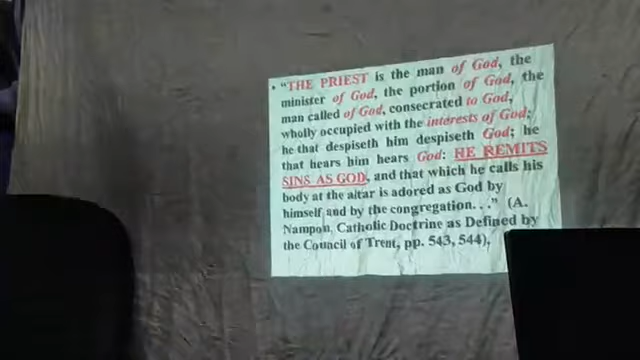 • "THE PRIEST is the man of God, the
minister of God, the portion of God, the
man called of God, consecrated to God,
wholly occupied with the interests of God;
he that despiseth him despiseth God; he
that hears him hears God: HE REMITS
SINS AS GOD, and that which he calls his
body at the altar is adored as God by
himself and by the congregation. . ." (A.
Nampon, Catholic Doctrine as Defined by
the Council of Trent, pp. 543, 544),